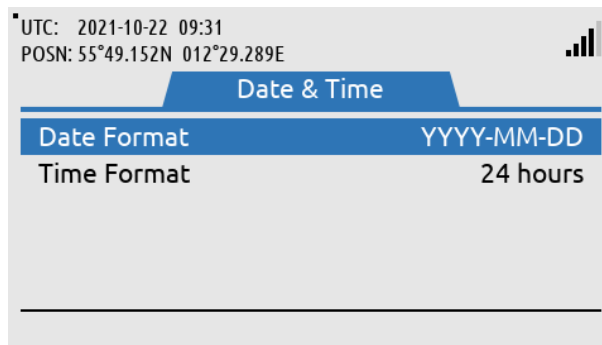 UTC: 2021-10-22 09:31
POSN: 55°49.152N 012°29.289E
Date & Time
Date Format YYYY-MM-DD
Time Format 24 hours